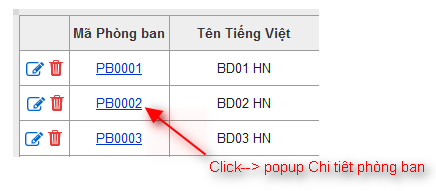 Mã Phòng ban Tên Tiếng Việt
PB0001 BD01 HN
PB0002 BD02 HN
PB0003 BD03 HN
Click--> popup Chi tiêt phòng ban